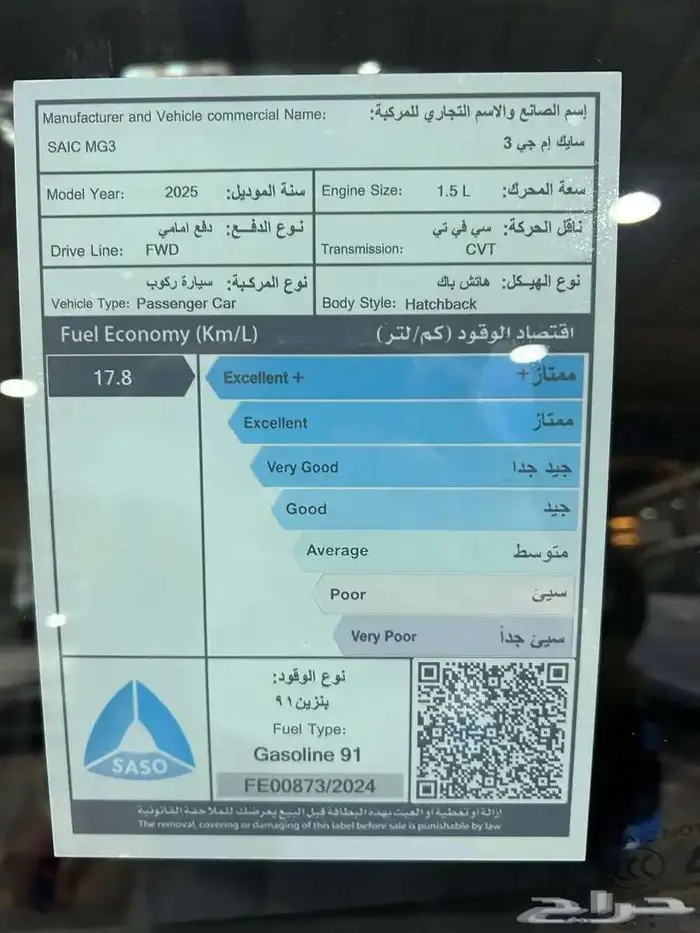 Manufacturer and Vehicle commercial Name: إسم الصانع والاسم التجاري للمركبة:
SAIC MG3 سايك إم جي 3
Model Year: 2025 سنة الموديل: Engine Size: 1.5 L سعة المحرك:
نوع الدفع: دفع امامي ناقل الحركة: سي في تي
Drive Line: FWD Transmission: CVT
نوع المركبة: سيارة ركوب نوع الهيكل: هاتش باك
Vehicle Type: Passenger Car Body Style: Hatchback
Fuel Economy (Km/L) اقتصاد الوقود (كم/لتر)
17.8 Excellent + ممتاز +
Excellent ممتاز
Very Good جيد جدا
Good جيد
Average متوسط
Poor سيئ
Very Poor سيئ جداً
نوع الوقود:
بنزين ٩١
Fuel Type:
Gasoline 91
SASO
FE00873/2024
إزالة أو تغطية أو العبث بهذه البطاقة قبل البيع يعرضك للملاحقة القانونية
The removal, covering or damaging of this label before sale is punishable by law
حراج